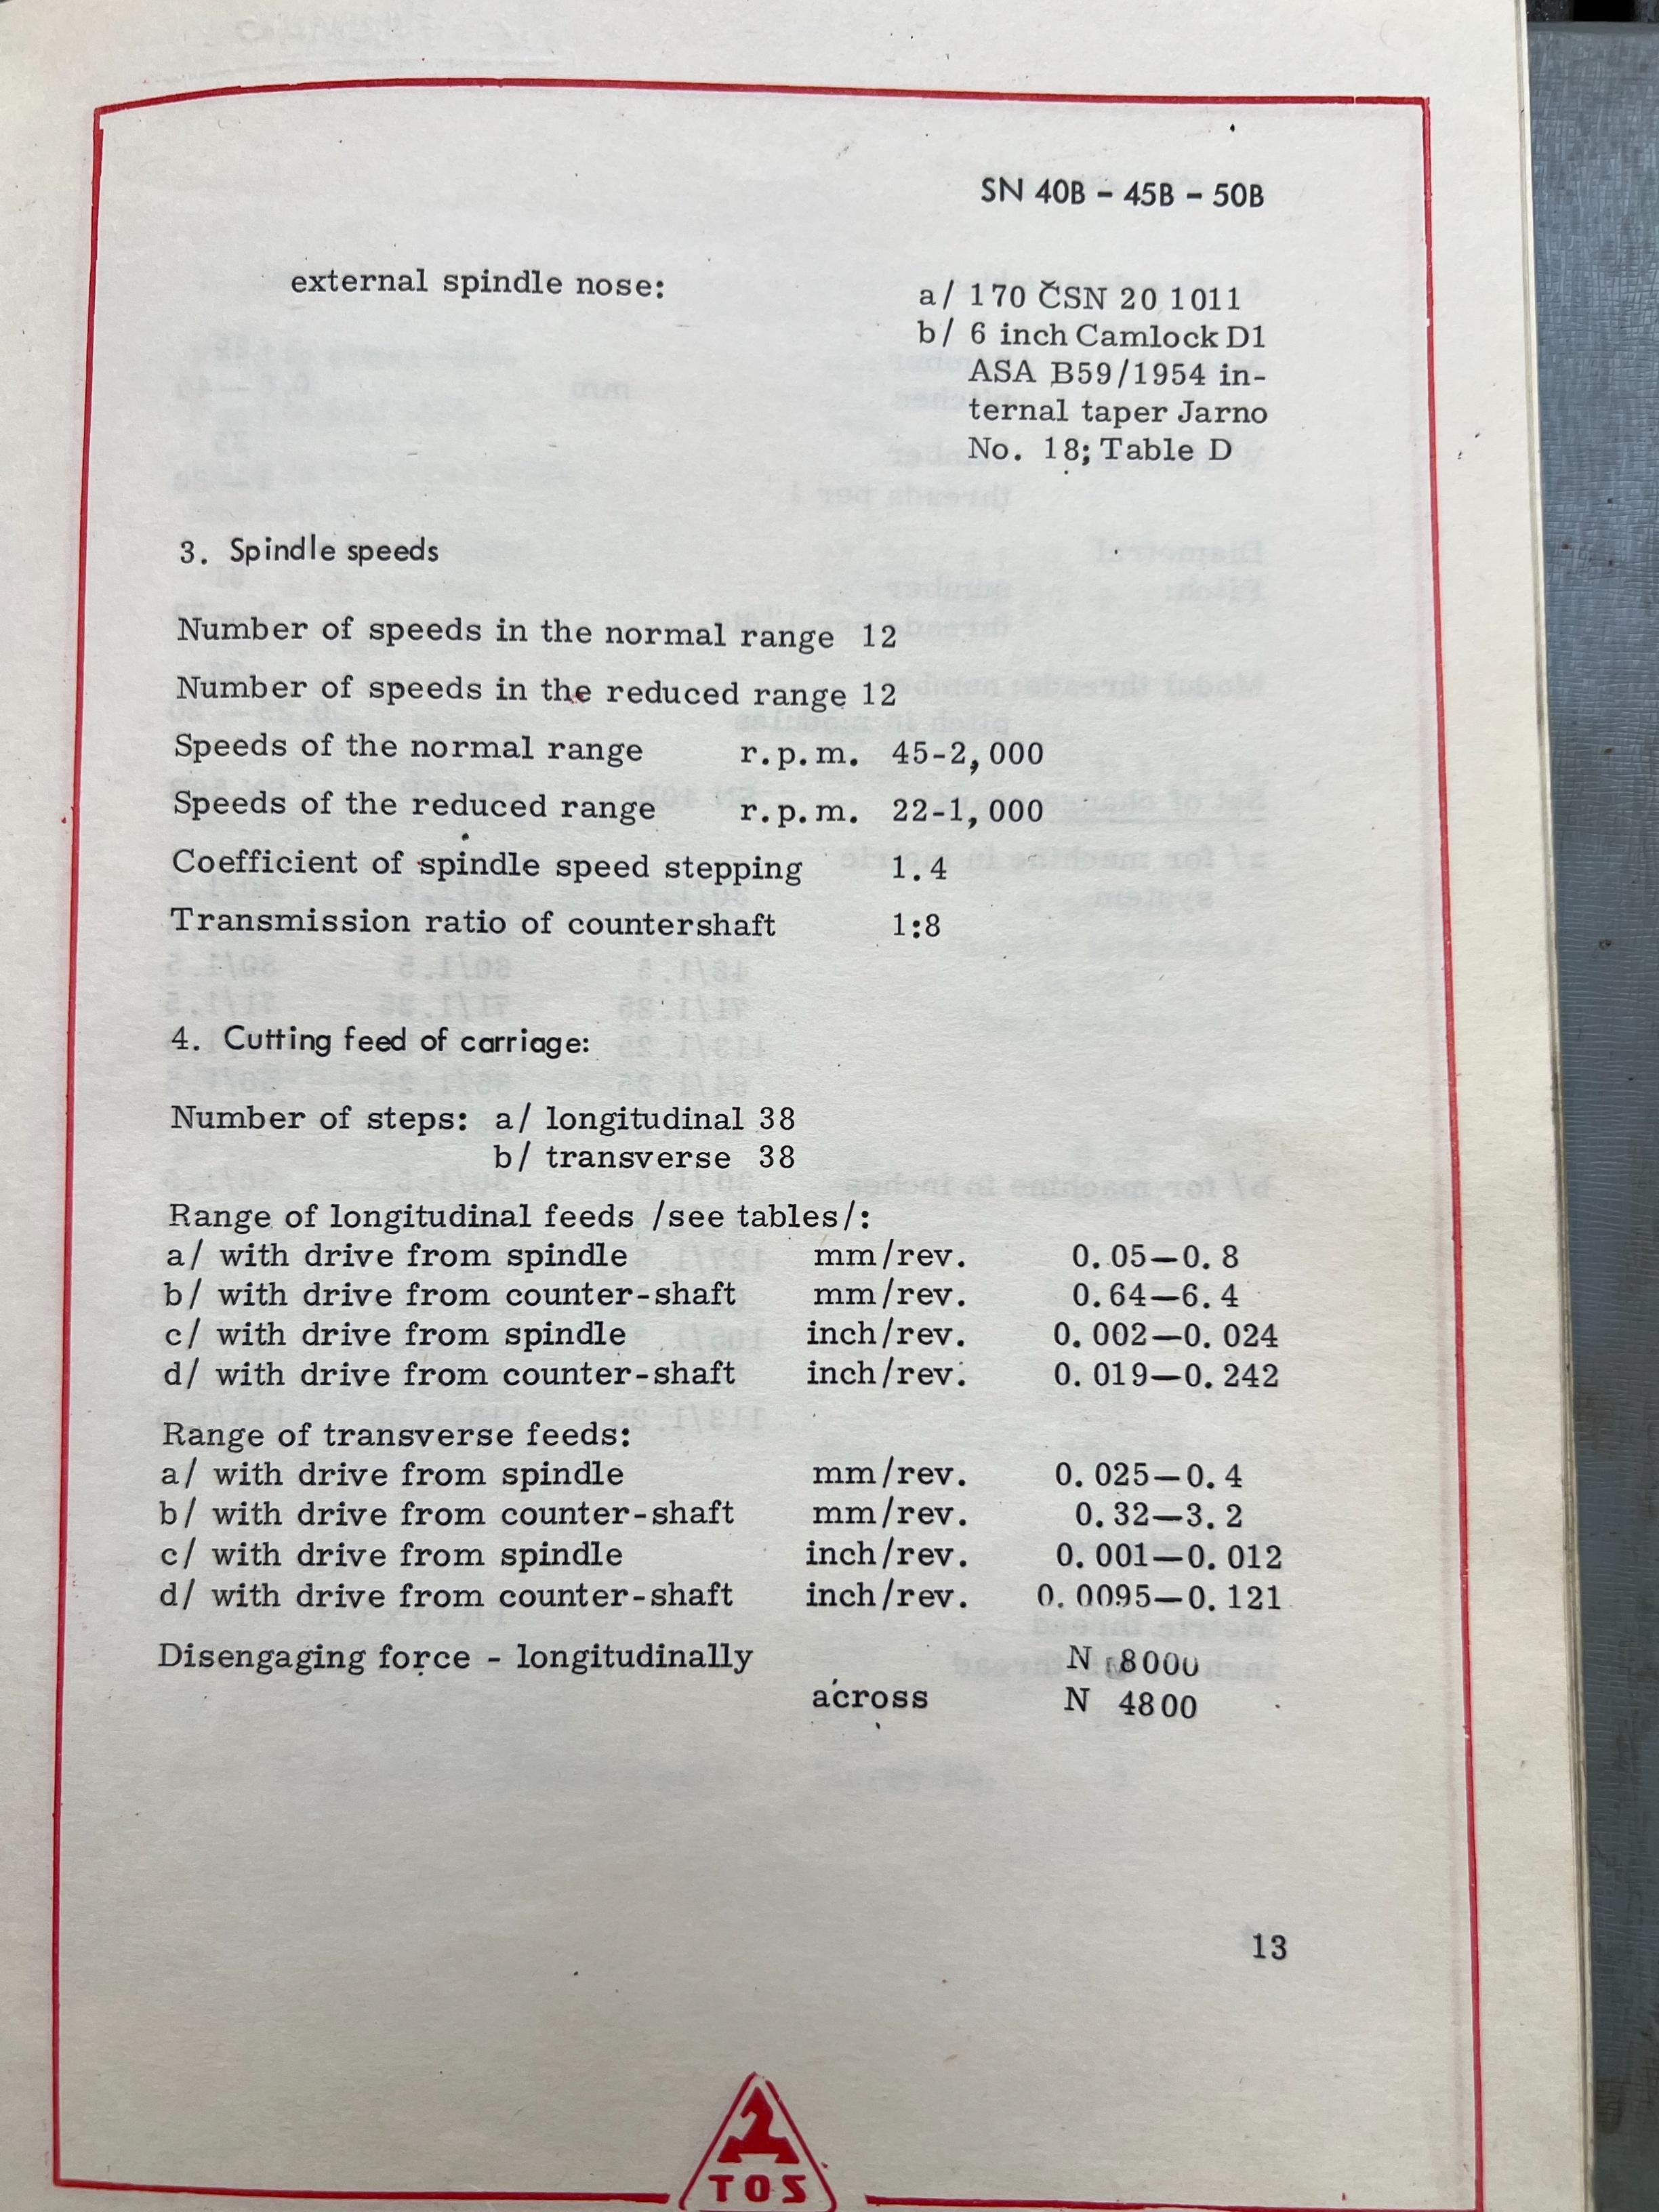 SN 40B - 45B - 50B
external spindle nose: a/ 170 ČSN 20 1011
b/ 6 inch Camlock D1
ASA B59/1954 in-
ternal taper Jarno
No. 18; Table D
3. Spindle speeds
Number of speeds in the normal range 12
Number of speeds in the reduced range 12
Speeds of the normal range r.p.m. 45-2,000
Speeds of the reduced range r.p.m. 22-1,000
Coefficient of spindle speed stepping 1.4
Transmission ratio of countershaft 1:8
4. Cutting feed of carriage:
Number of steps: a/ longitudinal 38
b/ transverse 38
Range of longitudinal feeds /see tables/:
a/ with drive from spindle mm/rev. 0.05—0.8
b/ with drive from counter-shaft mm/rev. 0.64—6.4
c/ with drive from spindle inch/rev. 0.002—0.024
d/ with drive from counter-shaft inch/rev. 0.019—0.242
Range of transverse feeds:
a/ with drive from spindle mm/rev. 0.025—0.4
b/ with drive from counter-shaft mm/rev. 0.32—3.2
c/ with drive from spindle inch/rev. 0.001—0.012
d/ with drive from counter-shaft inch/rev. 0.0095—0.121
Disengaging force - longitudinally N 8000
across N 4800
13
TOS